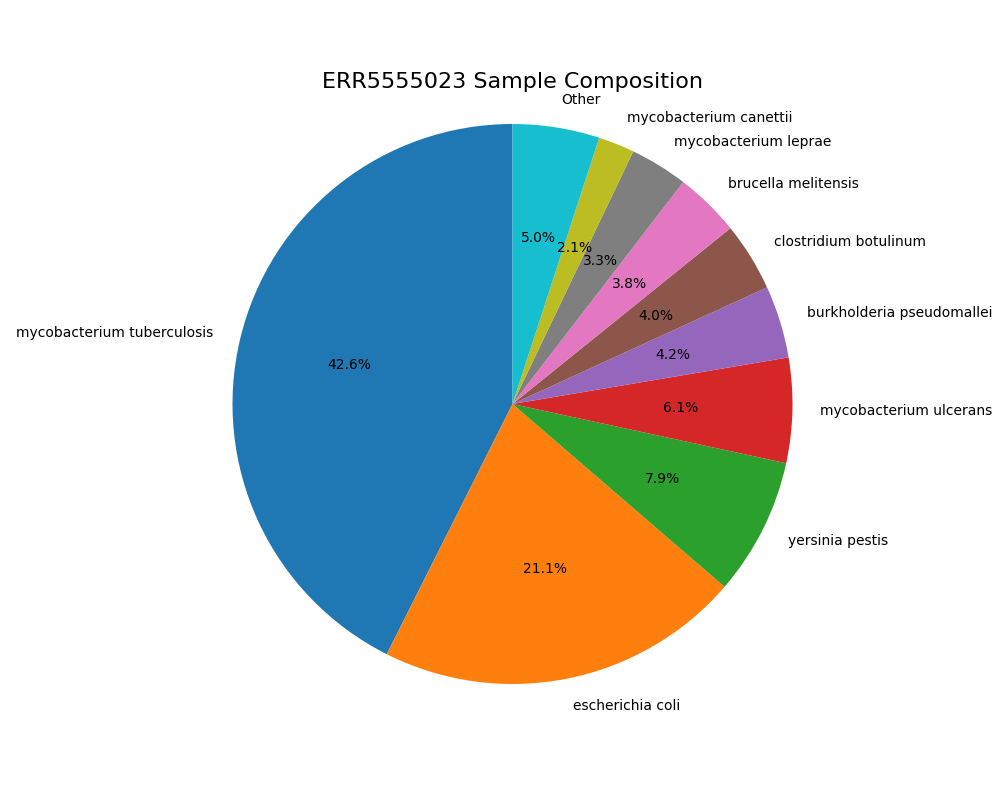 ERR5555023 Sample Composition
Other
mycobacterium canettii
mycobacterium leprae
brucella melitensis
clostridium botulinum
burkholderia pseudomallei
mycobacterium ulcerans
yersinia pestis
escherichia coli
mycobacterium tuberculosis
5.0%
2.1%
3.3%
3.8%
4.0%
4.2%
6.1%
7.9%
21.1%
42.6%